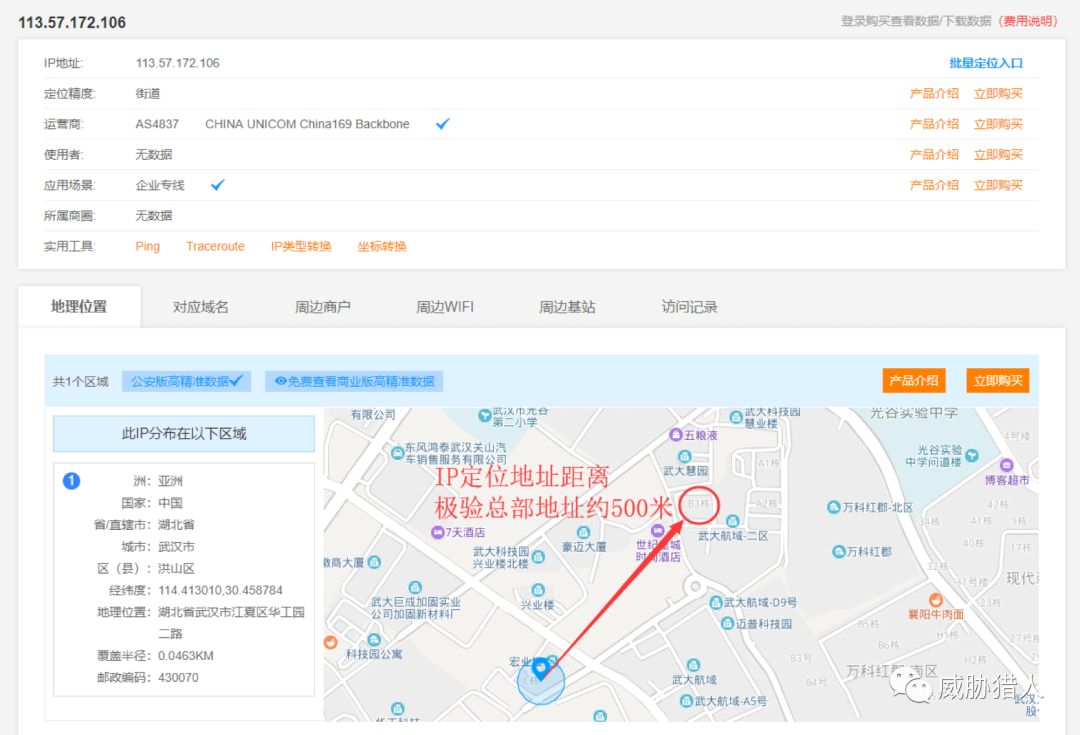 113.57.172.106
登录购买查看数据/下载数据 (费用说明)
IP地址: 113.57.172.106 批量定位入口
定位精度: 街道 产品介绍 立即购买
运营商: AS4837 CHINA UNICOM China169 Backbone 产品介绍 立即购买
使用者: 无数据 产品介绍 立即购买
应用场景: 企业专线 产品介绍 立即购买
所属商圈: 无数据
实用工具: Ping Traceroute IP类型转换 坐标转换
地理位置 对应域名 周边商户 周边WIFI 周边基站 访问记录
共1个区域 公安版高精准数据 免费查看商业版高精准数据 产品介绍 立即购买
此IP分布在以下区域
1
洲: 亚洲
国家: 中国
省/直辖市: 湖北省
城市: 武汉市
区（县）: 洪山区
经纬度: 114.413010,30.458784
地理位置: 湖北省武汉市江夏区华工园
二路
覆盖半径: 0.0463KM
邮政编码: 430070
有限公司
武汉市光谷
第二小学
武大科技园
慧业楼
光谷实验中学
五粮液
4号楼
东风鸿泰武汉关山汽
车销售服务有限公司
武大慧园
A1栋
光谷实验
中学问道楼
博客超市
IP定位地址距离
极验总部地址约500米
B3栋
A2栋
万科红郡-北区
42栋
34栋
41栋
9栋
7天酒店
豪迈大厦
武大航域-二区
40栋
17栋
徽商大厦
武大科技园
兴业楼北楼
时尚酒店
万科红郡
32栋
31号楼
武大巨成加固实业
公司加固新材料厂
兴业楼
武大航域-D9号
23栋
襄阳牛肉面
迈普科技园
B5栋
H1栋
27号
科技园公寓
B6栋
B3号
H2栋
武大航域
B4号
万科红郡
南区
威胁猎人
武大航域-A5号